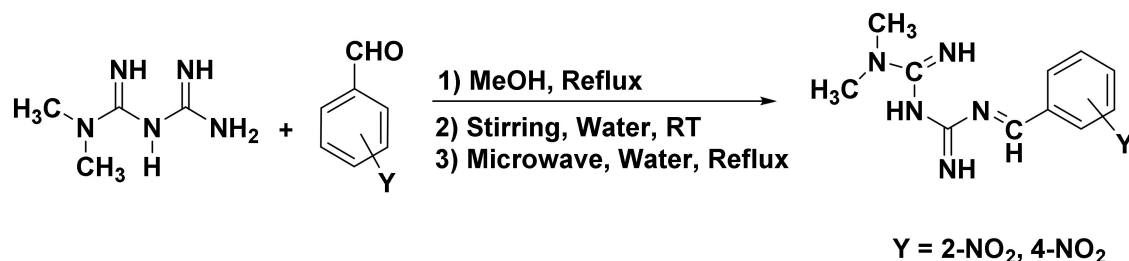 NH NH
H₃C N N NH₂
CH₃ H
+
CHO
Y
1) MeOH, Reflux
2) Stirring, Water, RT
3) Microwave, Water, Reflux
CH₃
H₃C N C NH
HN N C
NH H
Y
Y = 2-NO₂, 4-NO₂